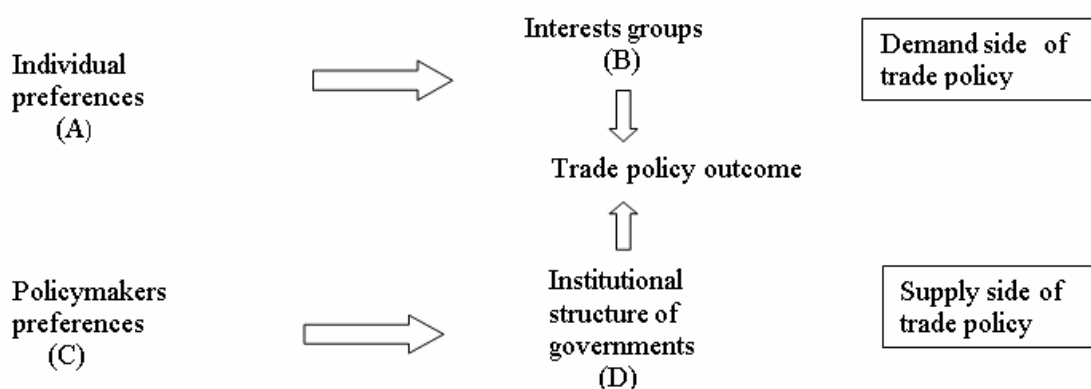 Individual
preferences
(A)
Interests groups
(B)
Demand side of
trade policy
Trade policy outcome
Policymakers
preferences
(C)
Institutional
structure of
governments
(D)
Supply side of
trade policy